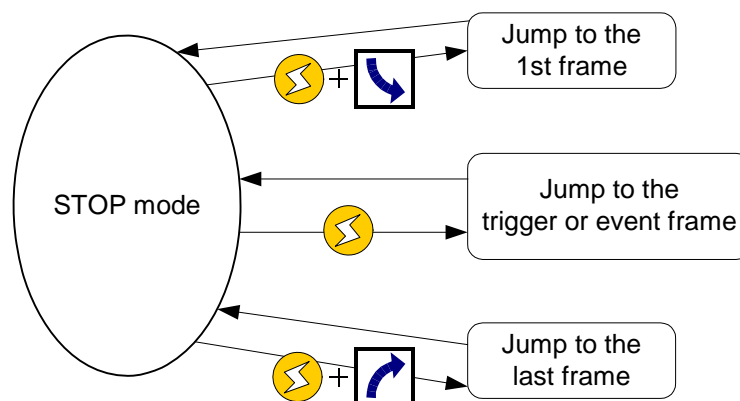 Jump to the
1st frame
+
STOP mode
Jump to the
trigger or event frame
Jump to the
last frame
+